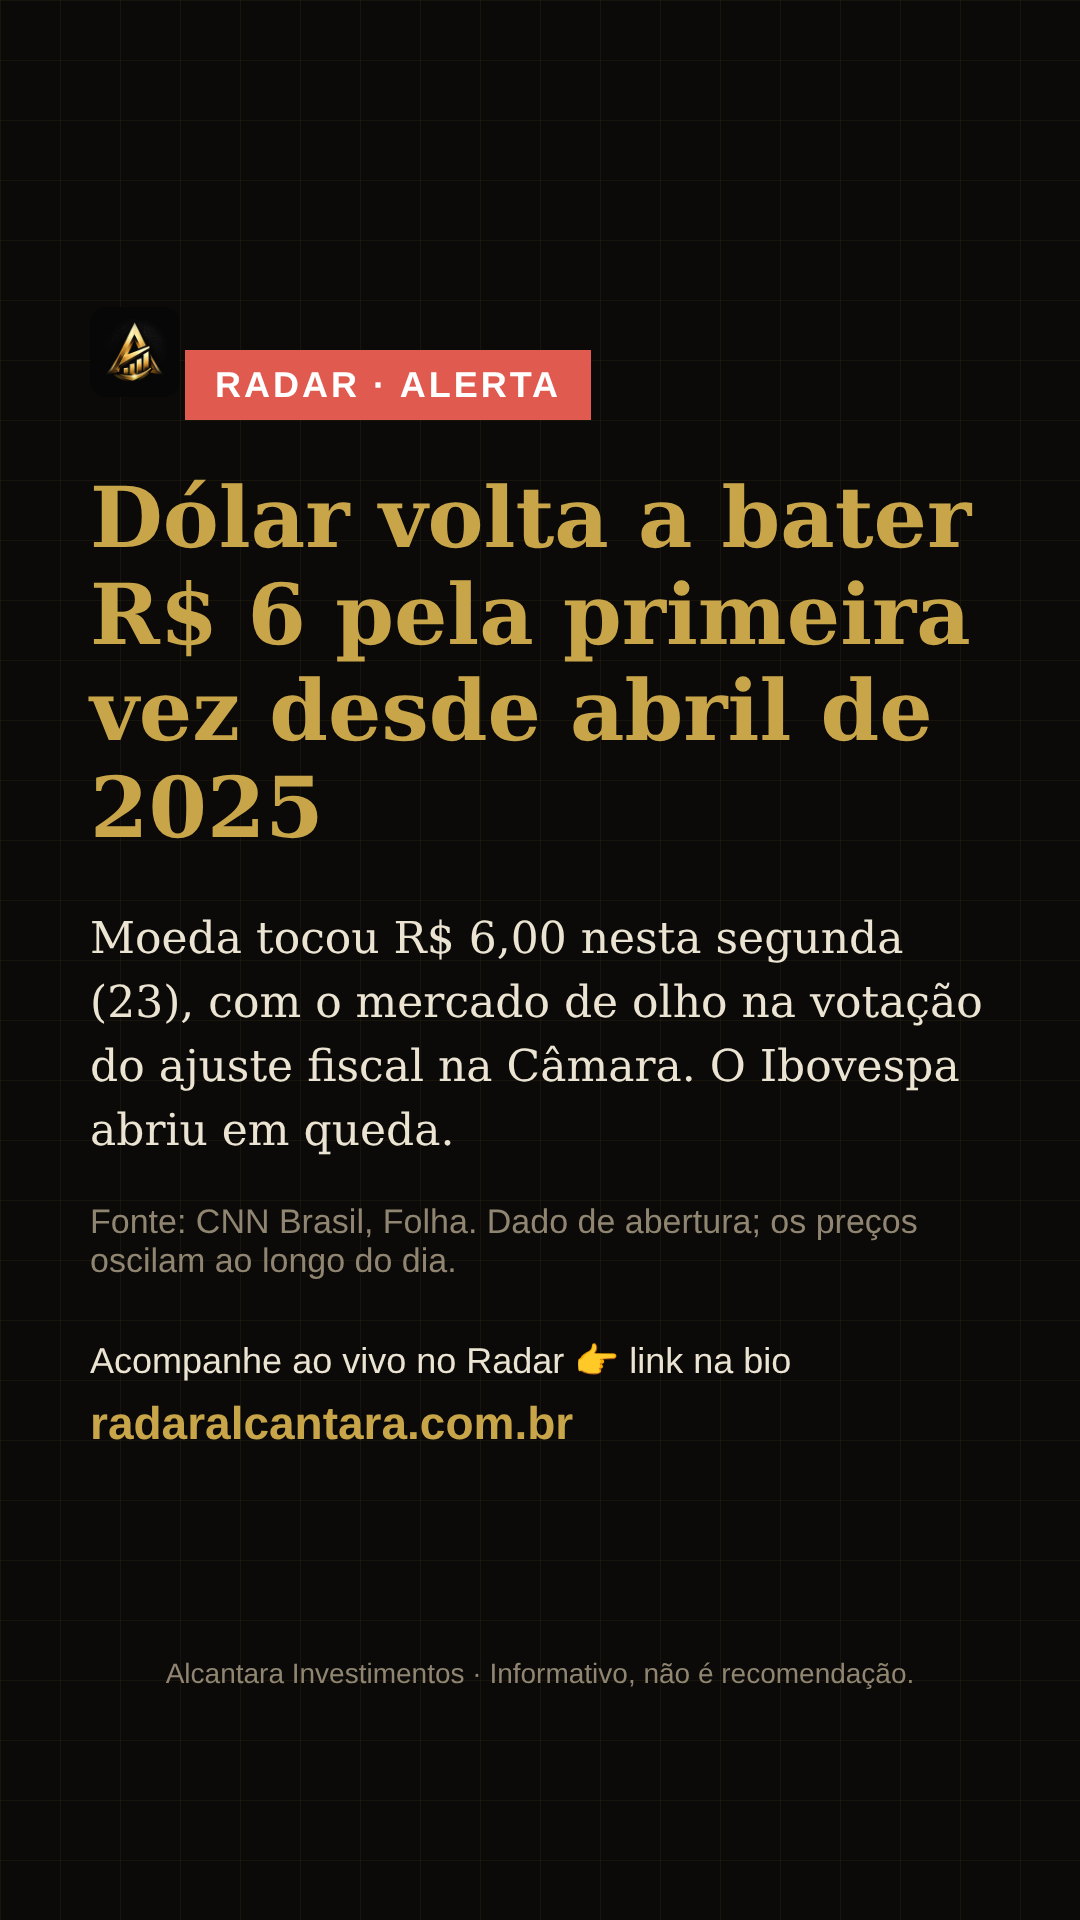 RADAR · ALERTA
Dólar volta a bater
R$ 6 pela primeira
vez desde abril de
2025
Moeda tocou R$ 6,00 nesta segunda
(23), com o mercado de olho na votação
do ajuste fiscal na Câmara. O Ibovespa
abriu em queda.
Fonte: CNN Brasil, Folha. Dado de abertura; os preços
oscilam ao longo do dia.
Acompanhe ao vivo no Radar 👉 link na bio
radaralcantara.com.br
Alcantara Investimentos · Informativo, não é recomendação.